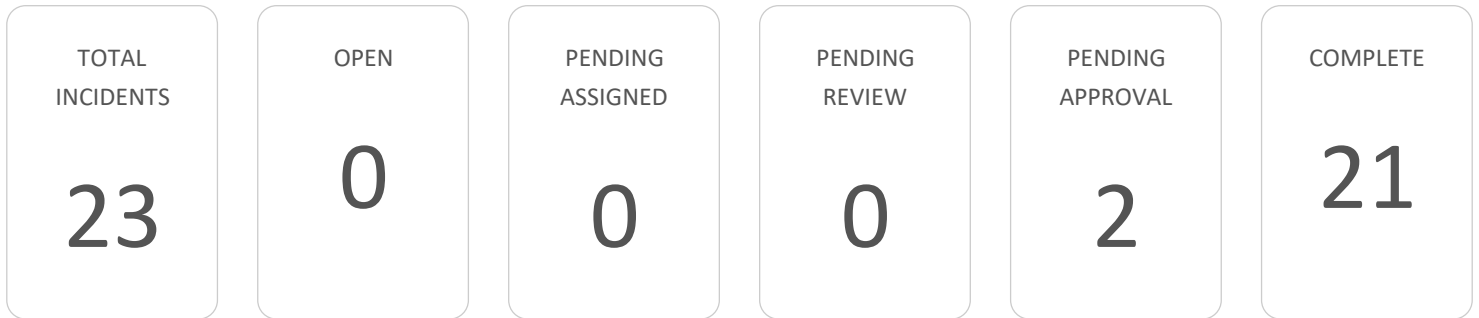 TOTAL
INCIDENTS
23
OPEN
0
PENDING
ASSIGNED
0
PENDING
REVIEW
0
PENDING
APPROVAL
2
COMPLETE
21